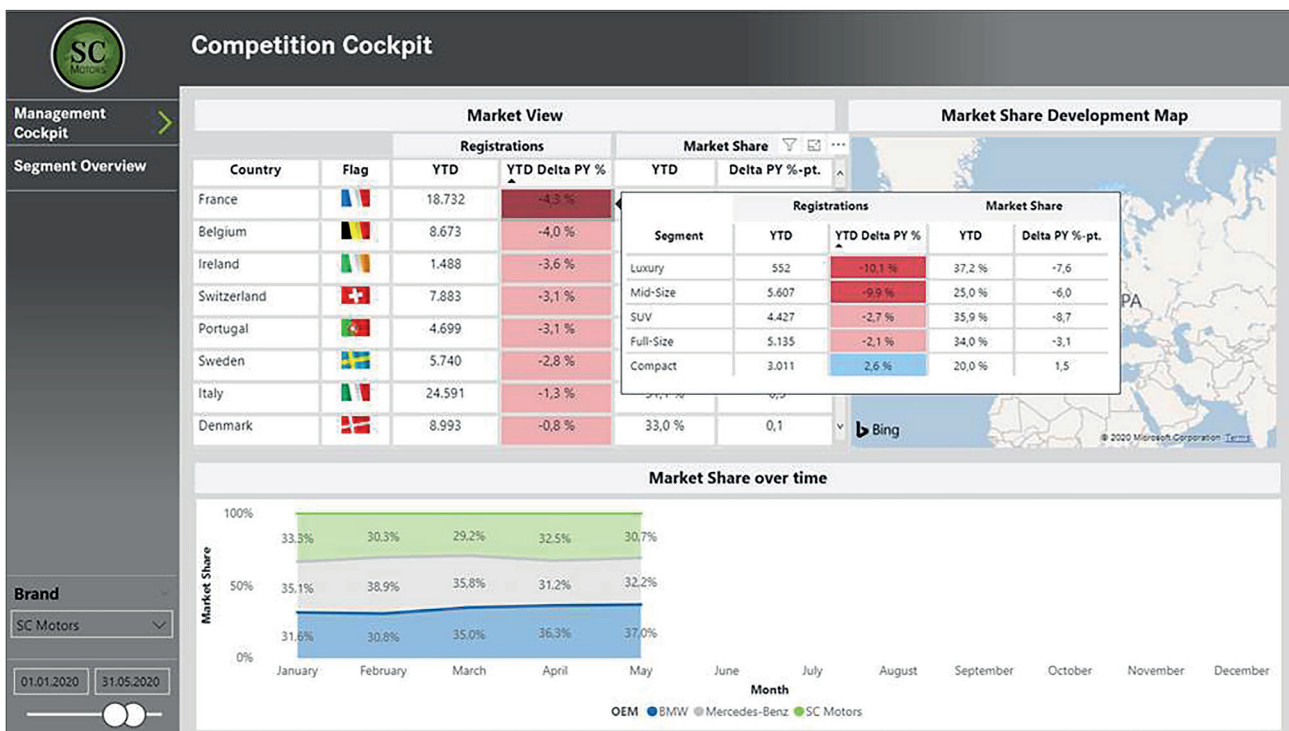 SC
MOTORS
Competition Cockpit
Management
Cockpit
Segment Overview
Market View
Market Share Development Map
Registrations
Market Share
Country Flag YTD YTD Delta PY % YTD Delta PY %-pt.
France 18.732 -4,3 %
Belgium 8.673 -4,0 %
Ireland 1.488 -3,6 %
Switzerland 7.883 -3,1 %
Portugal 4.699 -3,1 %
Sweden 5.740 -2,8 %
Italy 24.591 -1,3 %
Denmark 8.993 -0,8 % 33,0 % 0,1
Registrations Market Share
Segment YTD YTD Delta PY % YTD Delta PY %-pt.
Luxury 552 -10,1 % 37,2 % -7,6
Mid-Size 5.607 -9,9 % 25,0 % -6,0
SUV 4.427 -2,7 % 35,9 % -8,7
Full-Size 5.135 -2,1 % 34,0 % -3,1
Compact 3.011 2,6 % 20,0 % 1,5
PA
Bing
© 2020 Microsoft Corporation Terms
Market Share over time
Market Share
100%
50%
0%
33.3% 30.3% 29.2% 32.5% 30.7%
35.1% 38.9% 35.8% 31.2% 32.2%
31.6% 30.8% 35.0% 36.3% 37.0%
January February March April May June July August September October November December
Month
OEM BMW Mercedes-Benz SC Motors
Brand
SC Motors
01.01.2020 31.05.2020